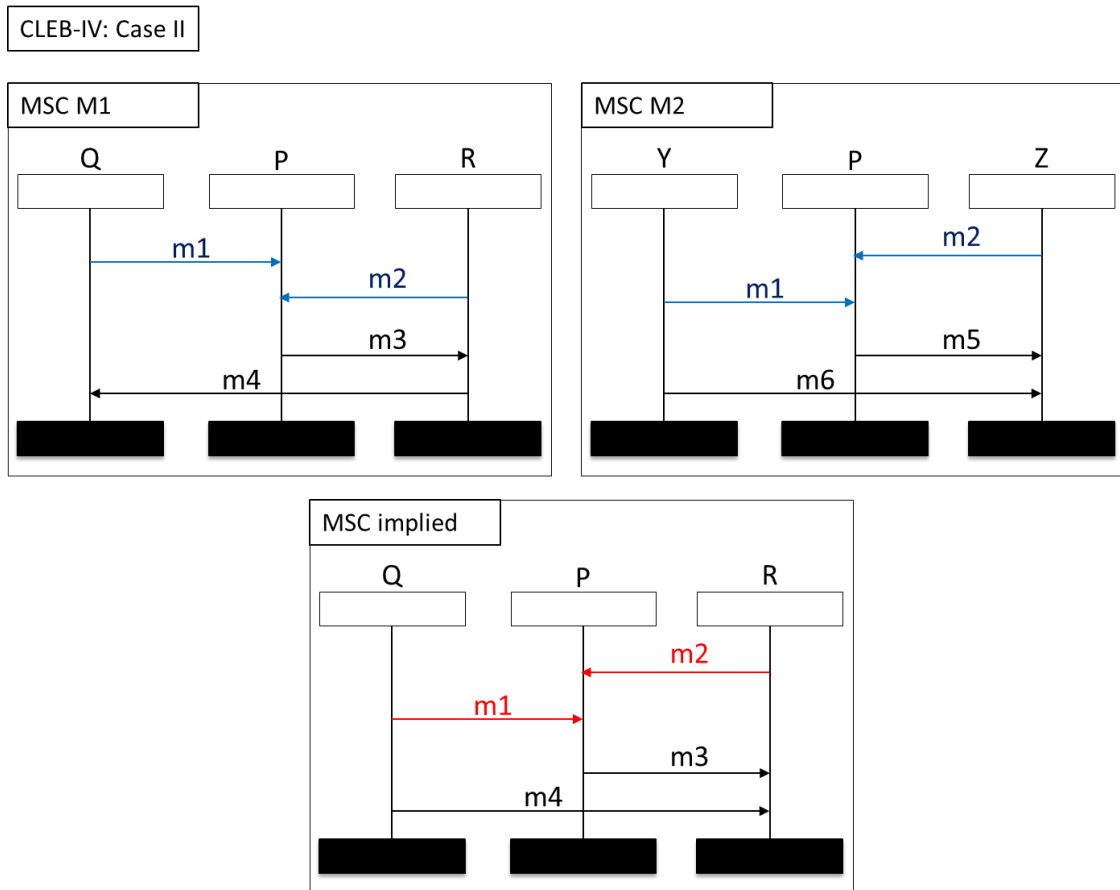 CLEB-IV: Case II
MSC M1
Q P R
m1
m2
m3
m4
MSC M2
Y P Z
m2
m1
m5
m6
MSC implied
Q P R
m2
m1
m3
m4